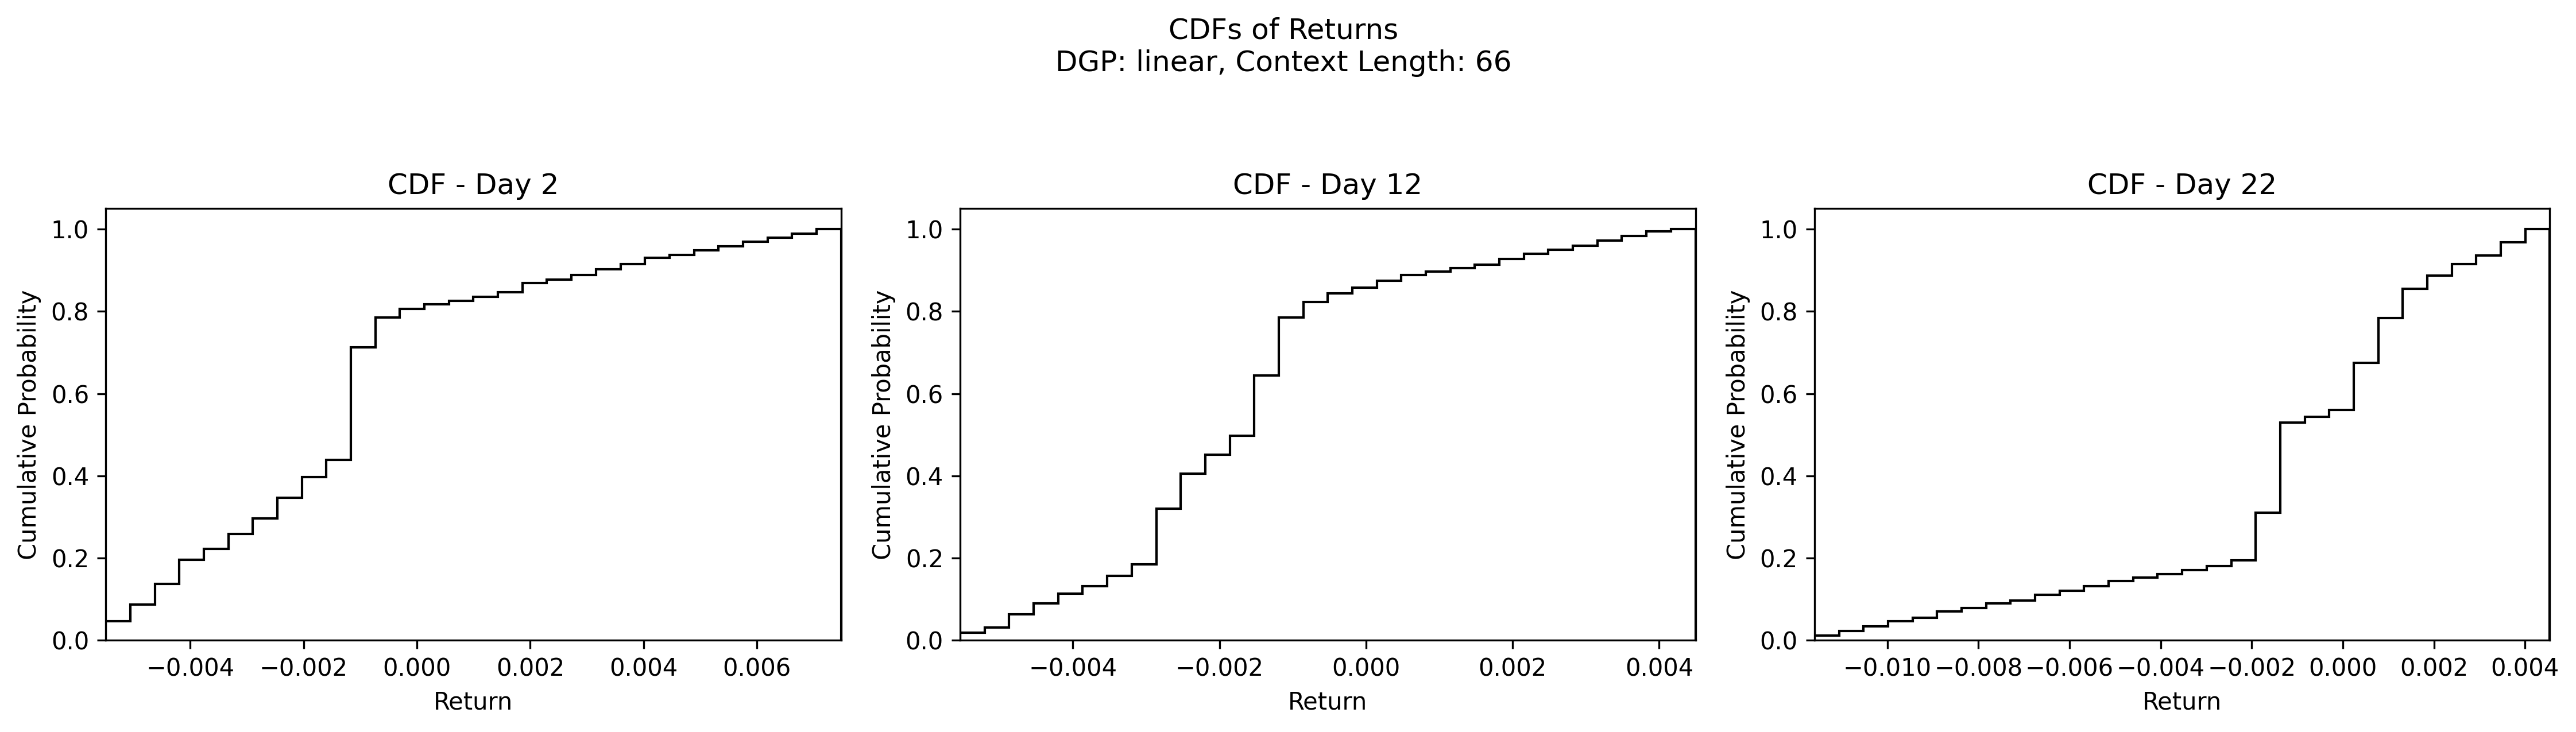 CDFs of Returns
DGP: linear, Context Length: 66
CDF - Day 2
1.0
0.8
0.6
0.4
0.2
0.0
Cumulative Probability
−0.004 −0.002 0.000 0.002 0.004 0.006
Return
CDF - Day 12
1.0
0.8
0.6
0.4
0.2
0.0
Cumulative Probability
−0.004 −0.002 0.000 0.002 0.004
Return
CDF - Day 22
1.0
0.8
0.6
0.4
0.2
0.0
Cumulative Probability
−0.010 −0.008 −0.006 −0.004 −0.002 0.000 0.002 0.004
Return